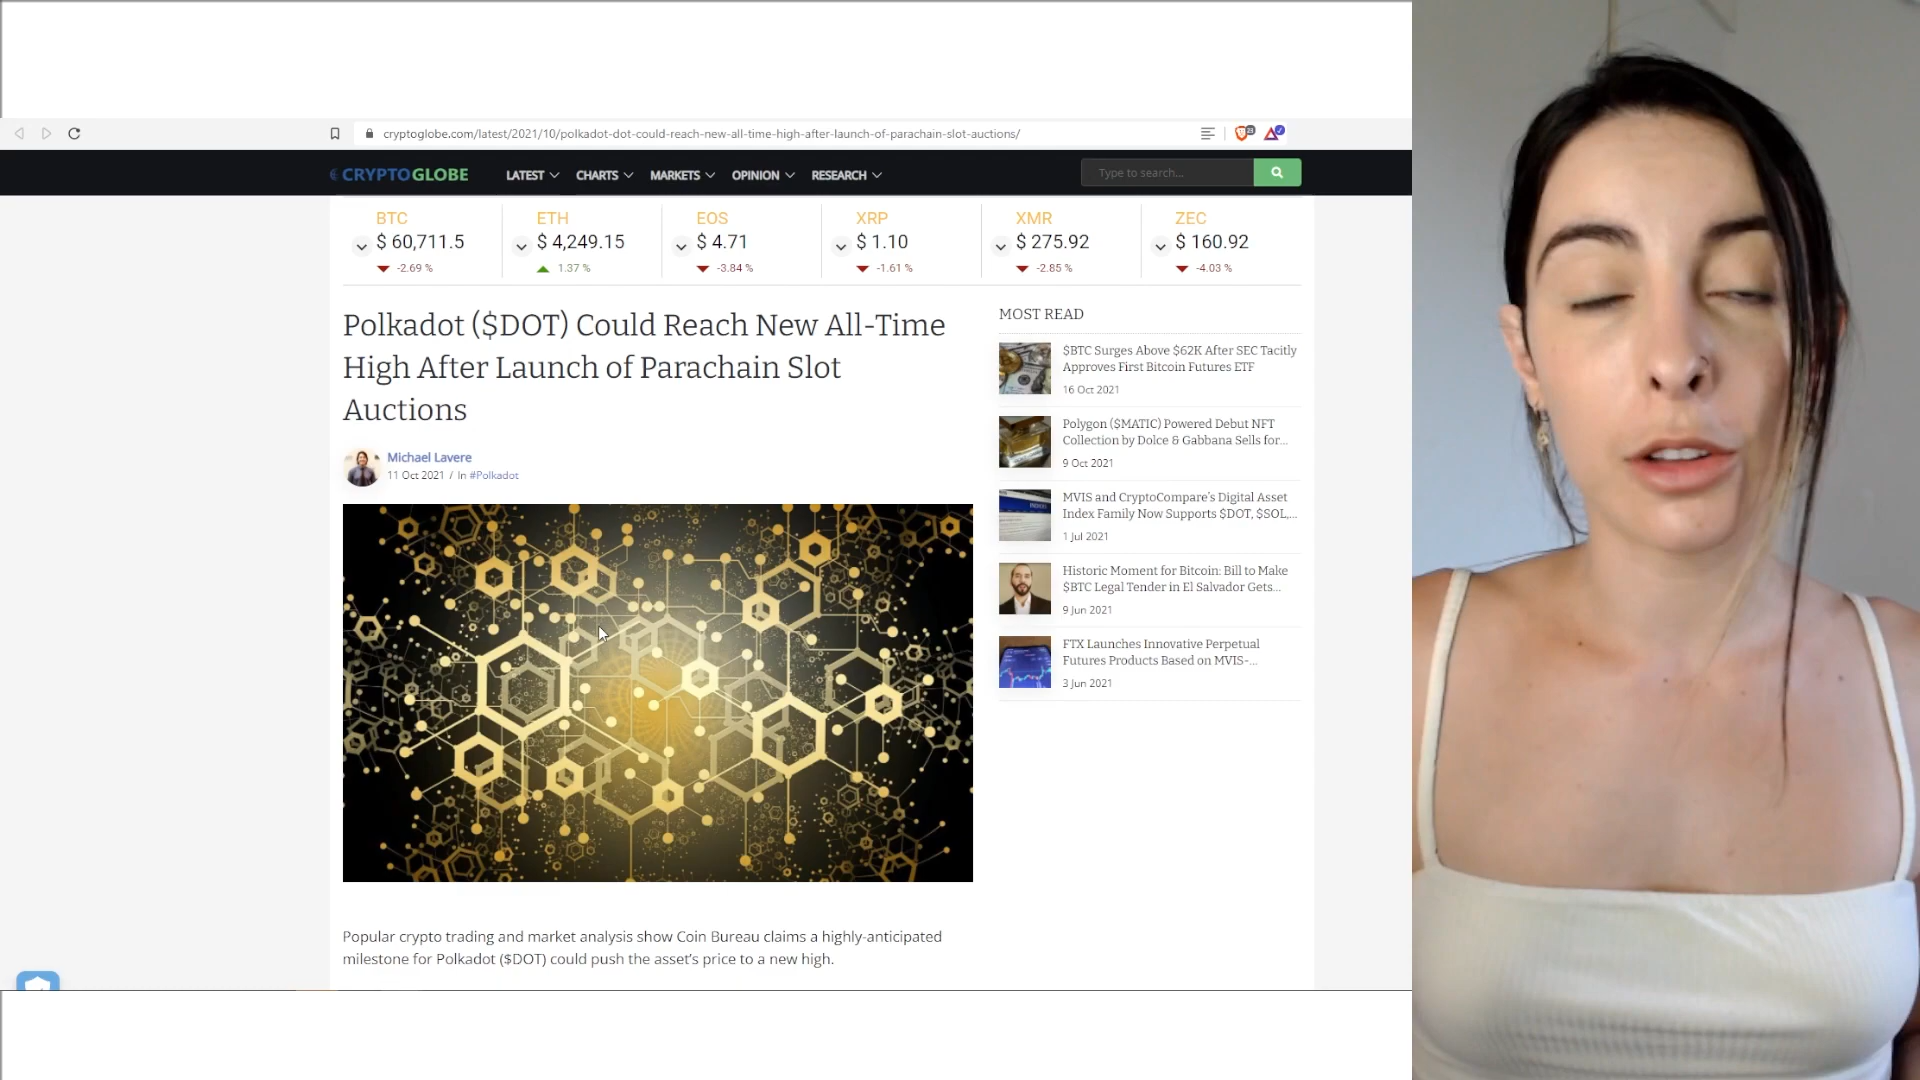 cryptoglobe.com/latest/2021/10/polkadot-dot-could-reach-new-all-time-high-after-launch-of-parachain-slot-auctions/
CRYPTOGLOBE LATEST CHARTS MARKETS OPINION RESEARCH Type to search...
BTC ETH EOS XRP XMR ZEC
$ 60,711.5 $ 4,249.15 $ 4.71 $ 1.10 $ 275.92 $ 160.92
-2.69 % 1.37 % -3.84 % -1.61 % -2.85 % -4.03 %
Polkadot ($DOT) Could Reach New All-Time
High After Launch of Parachain Slot
Auctions
Michael Lavere
11 Oct 2021 / In #Polkadot
Popular crypto trading and market analysis show Coin Bureau claims a highly-anticipated
milestone for Polkadot ($DOT) could push the asset's price to a new high.
MOST READ
$BTC Surges Above $62K After SEC Tacitly
Approves First Bitcoin Futures ETF
16 Oct 2021
Polygon ($MATIC) Powered Debut NFT
Collection by Dolce & Gabbana Sells for...
9 Oct 2021
MVIS and CryptoCompare's Digital Asset
Index Family Now Supports $DOT, $SOL,...
1 Jul 2021
Historic Moment for Bitcoin: Bill to Make
$BTC Legal Tender in El Salvador Gets...
9 Jun 2021
FTX Launches Innovative Perpetual
Futures Products Based on MVIS-...
3 Jun 2021